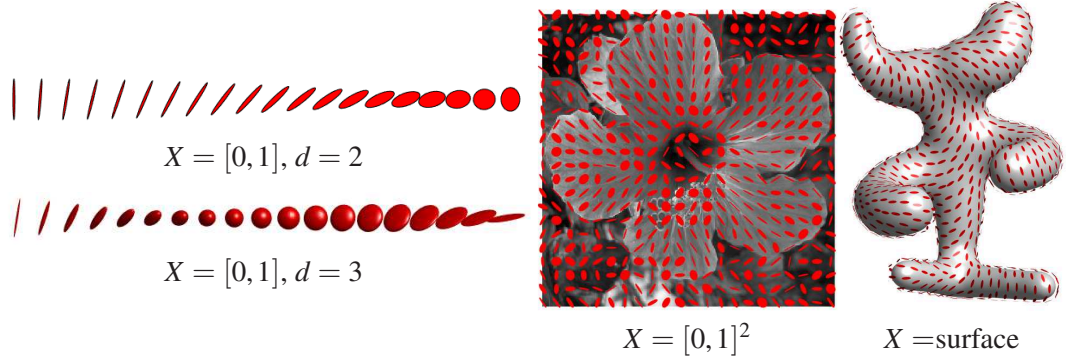 X = [0, 1], d = 2
X = [0, 1], d = 3
X = [0, 1]²
X =surface